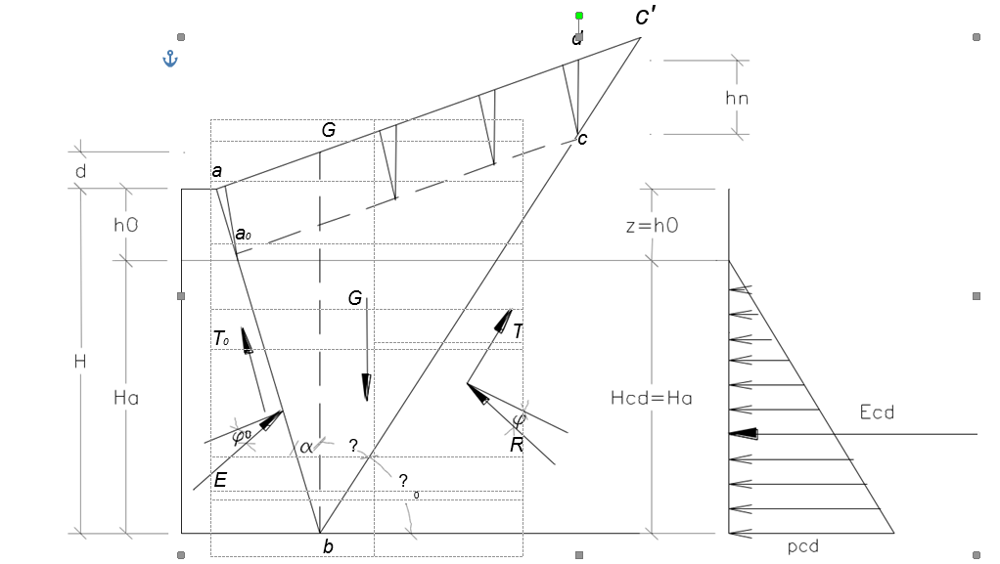 c'
d'
hn
G
c
d
a
h0
a₀
z=h0
G
T₀
T
H
Ha
Hcd=Ha
Ecd
φ⁰
α
?
φ
R
E
?
0
b
pcd